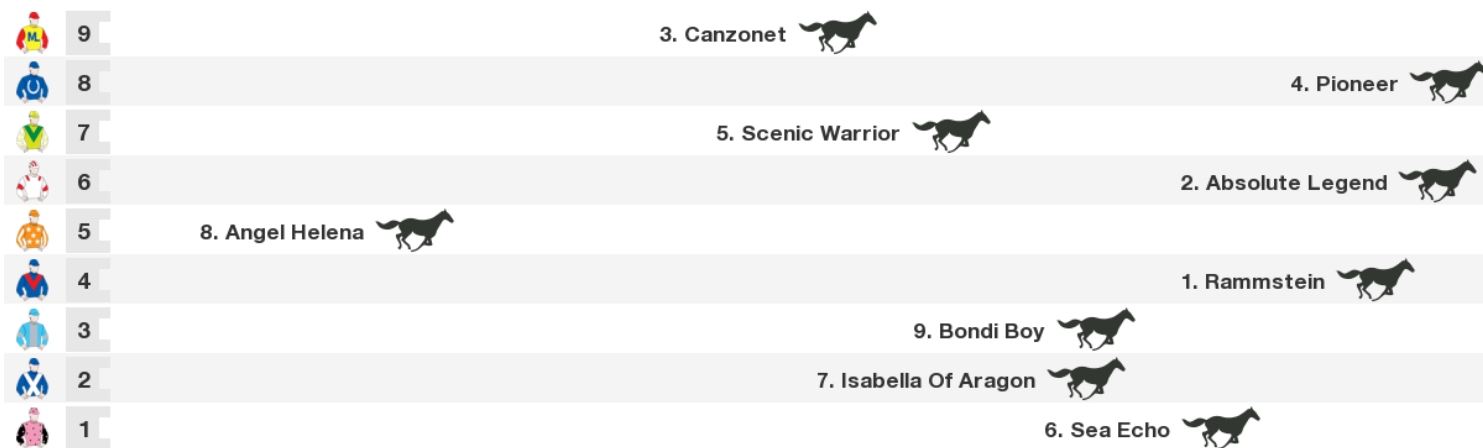 ML 9 3. Canzonet
8 4. Pioneer
7 5. Scenic Warrior
6 2. Absolute Legend
5 8. Angel Helena
4 1. Rammstein
3 9. Bondi Boy
2 7. Isabella Of Aragon
1 6. Sea Echo